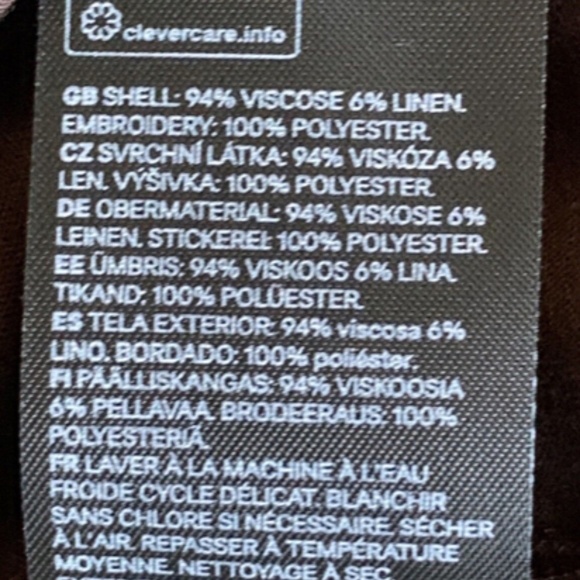 clevercare.info
GB SHELL: 94% VISCOSE 6% LINEN.
EMBROIDERY: 100% POLYESTER.
CZ SVRCHNÍ LÁTKA: 94% VISKÓZA 6%
LEN. VÝŠIVKA: 100% POLYESTER.
DE OBERMATERIAL: 94% VISKOSE 6%
LEINEN. STICKEREI: 100% POLYESTER.
EE ÜMBRIS: 94% VISKOOS 6% LINA.
TIKAND: 100% POLÜESTER.
ES TELA EXTERIOR: 94% viscosa 6%
LINO. BORDADO: 100% poliéster.
FI PÄÄLLISKANGAS: 94% VISKOOSIA
6% PELLAVAA. BRODEERAUS: 100%
POLYESTERIÄ.
FR LAVER À LA MACHINE À L'EAU
FROIDE CYCLE DÉLICAT. BLANCHIR
SANS CHLORE SI NÉCESSAIRE. SÉCHER
À L'AIR. REPASSER À TEMPÉRATURE
MOYENNE. NETTOYAGE À SEC